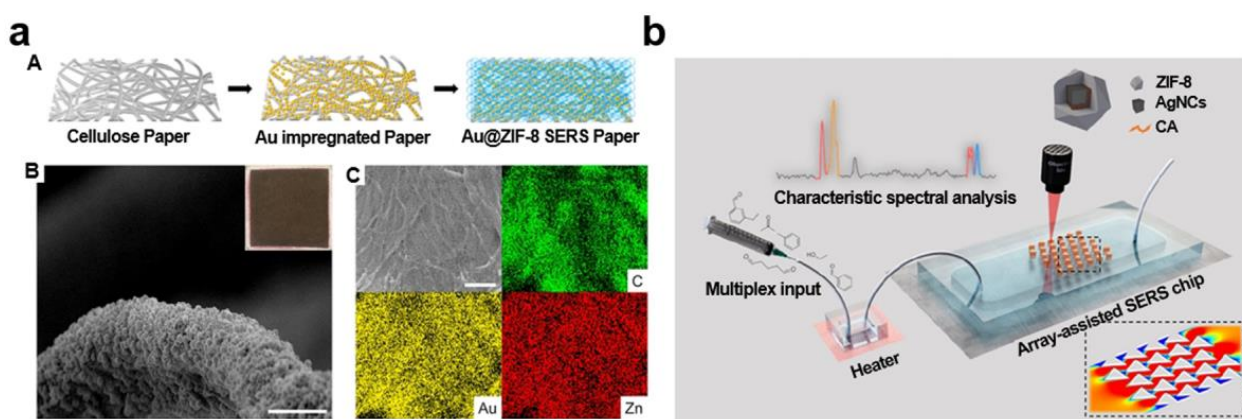 a
A
Cellulose Paper
Au impregnated Paper
Au@ZIF-8 SERS Paper
B
C
C
Au
Zn
b
ZIF-8
AgNCs
CA
Characteristic spectral analysis
HO
Multiplex input
Heater
Array-assisted SERS chip